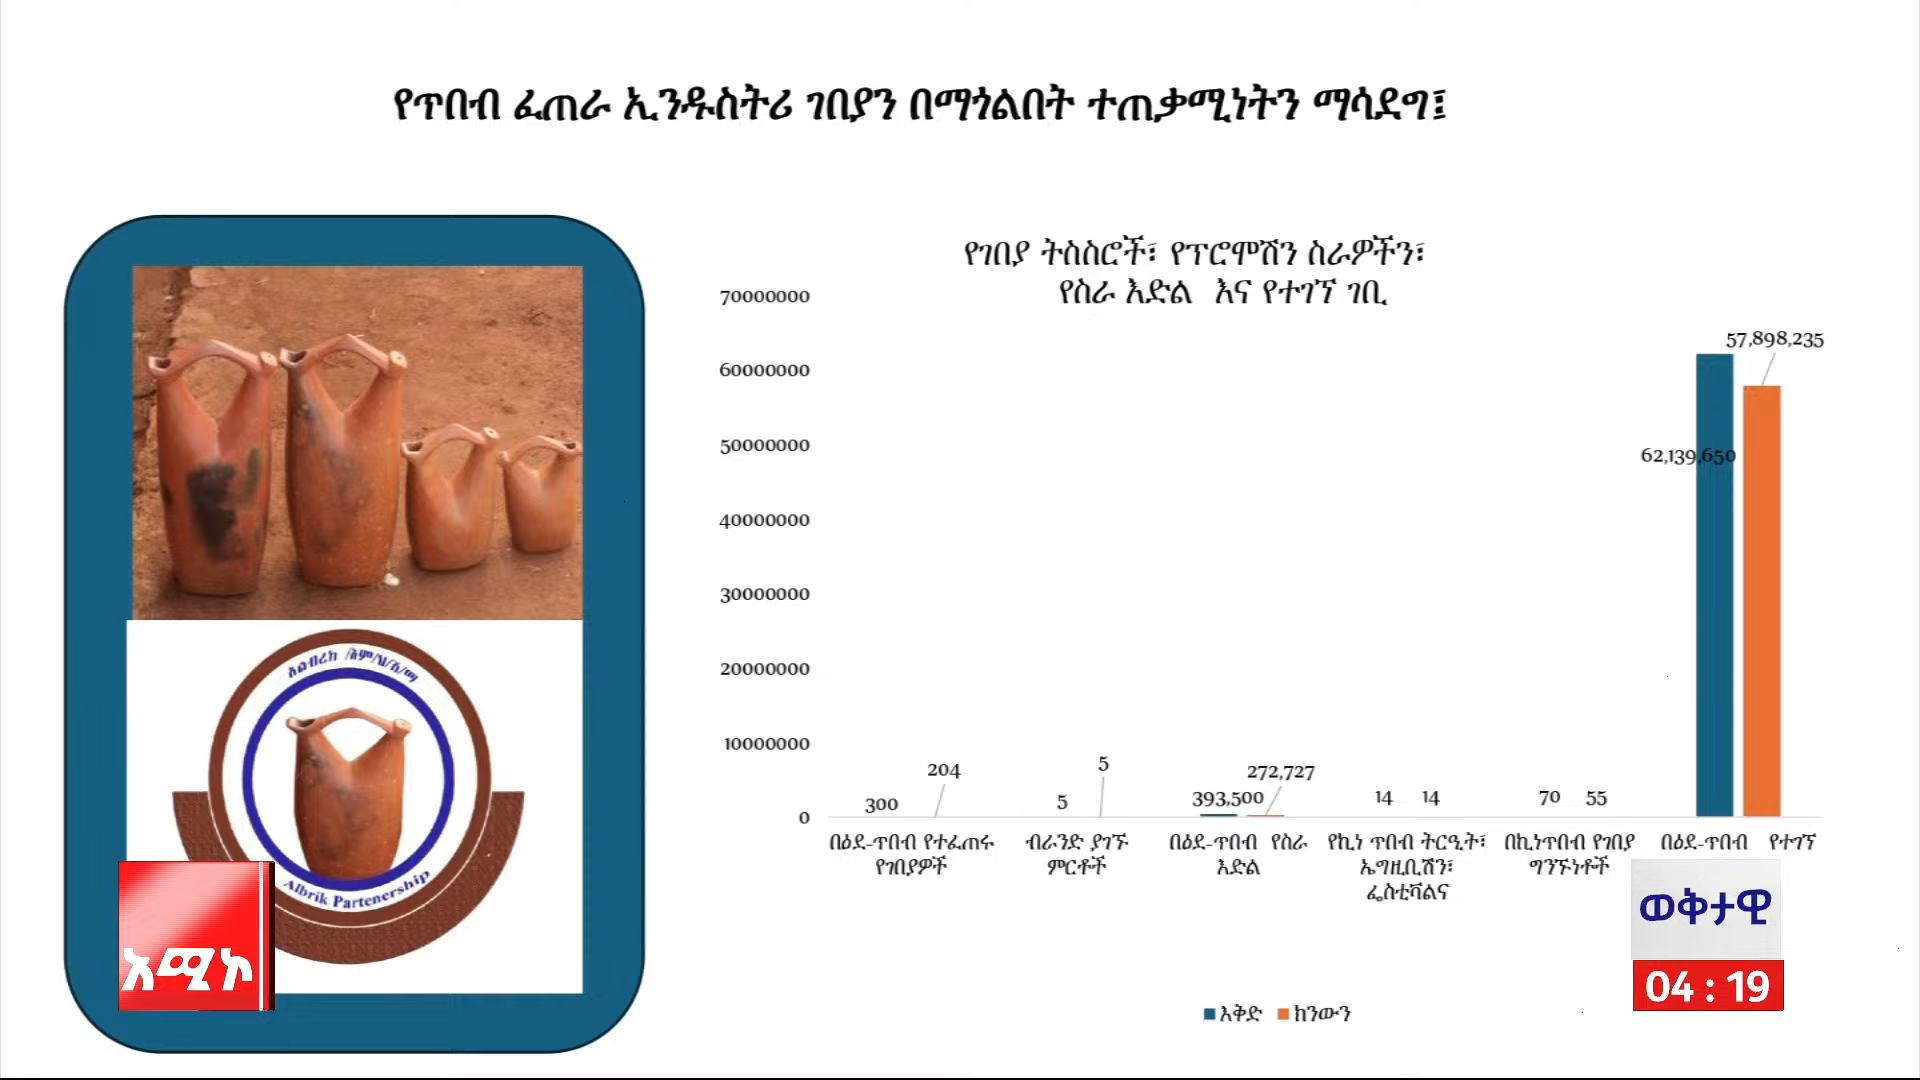 የጥበብ ፈጠራ ኢንዱስትሪ ገበያን በማጎልበት ተጠቃሚነትን ማሳደግ፤
የገበያ ትስስሮች፣ የፕሮሞሽን ስራዎችን፣
የስራ እድል እና የተገኘ ገቢ
70000000
60000000
50000000
40000000
30000000
20000000
10000000
0
300
204
5
5
393,500
272,727
14
14
70
55
62,139,650
57,898,235
በዕደ-ጥበብ የተፈጠሩ
የገበያዎች
ብራንድ ያገኙ
ምርቶች
በዕደ-ጥበብ የስራ
እድል
የኪነ ጥበብ ትርዒት፣
ኤግዚቢሽን፣
ፌስቲቫልና
በኪነጥበብ የገበያ
ግንኙነቶች
በዕደ-ጥበብ የተገኘ
እቅድ
ክንውን
አልብሪክ /እም/ህ/ሽ/ማ
Albrik Partenership
አሚኮ
ወቅታዊ
04 : 19